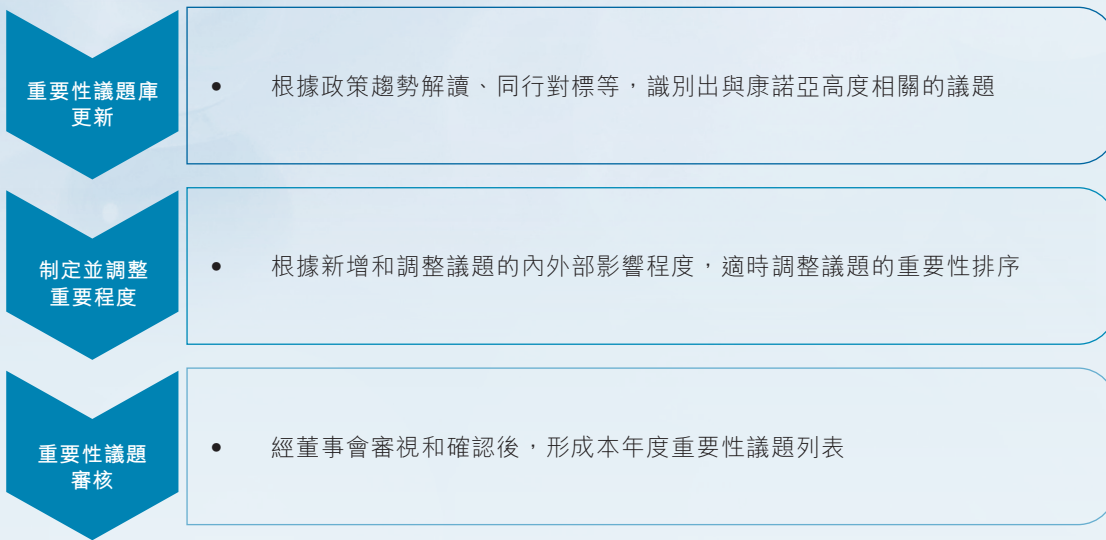 重要性議題庫
更新
• 根據政策趨勢解讀、同行對標等，識別出與康諾亞高度相關的議題
制定並調整
重要程度
• 根據新增和調整議題的內外部影響程度，適時調整議題的重要性排序
重要性議題
審核
• 經董事會審視和確認後，形成本年度重要性議題列表